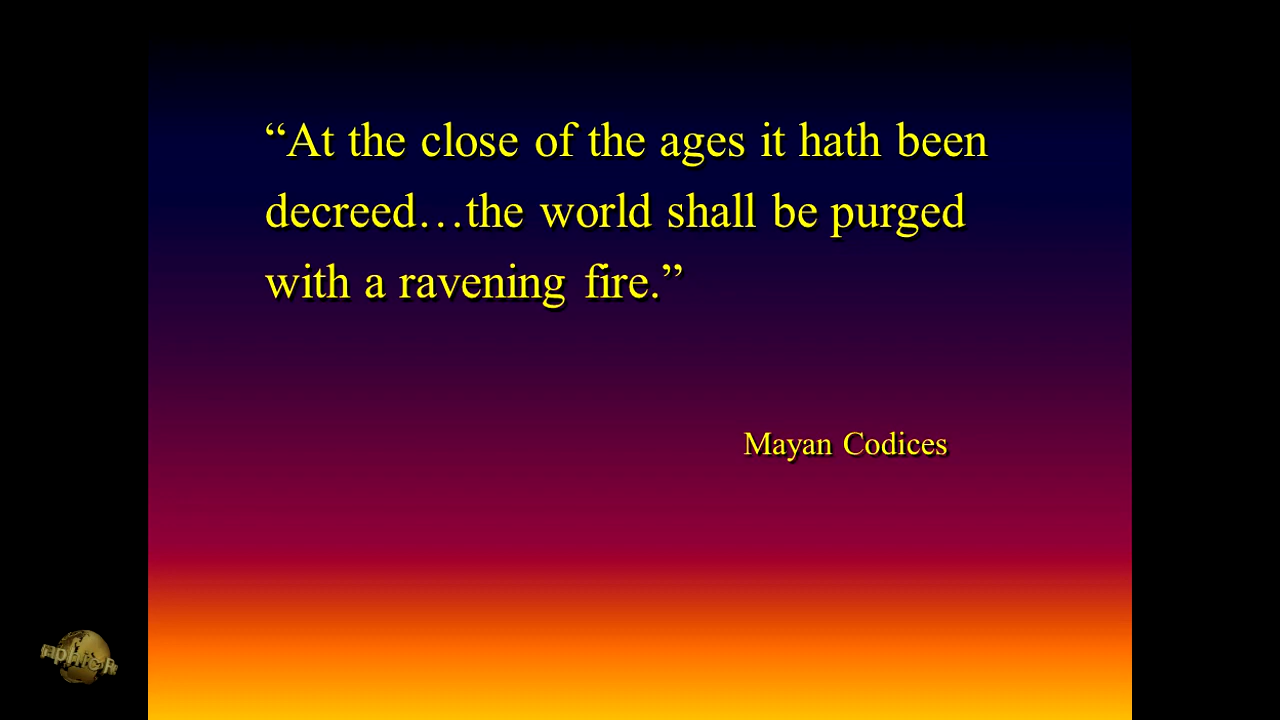 “At the close of the ages it hath been
decreed…the world shall be purged
with a ravening fire.”
Mayan Codices